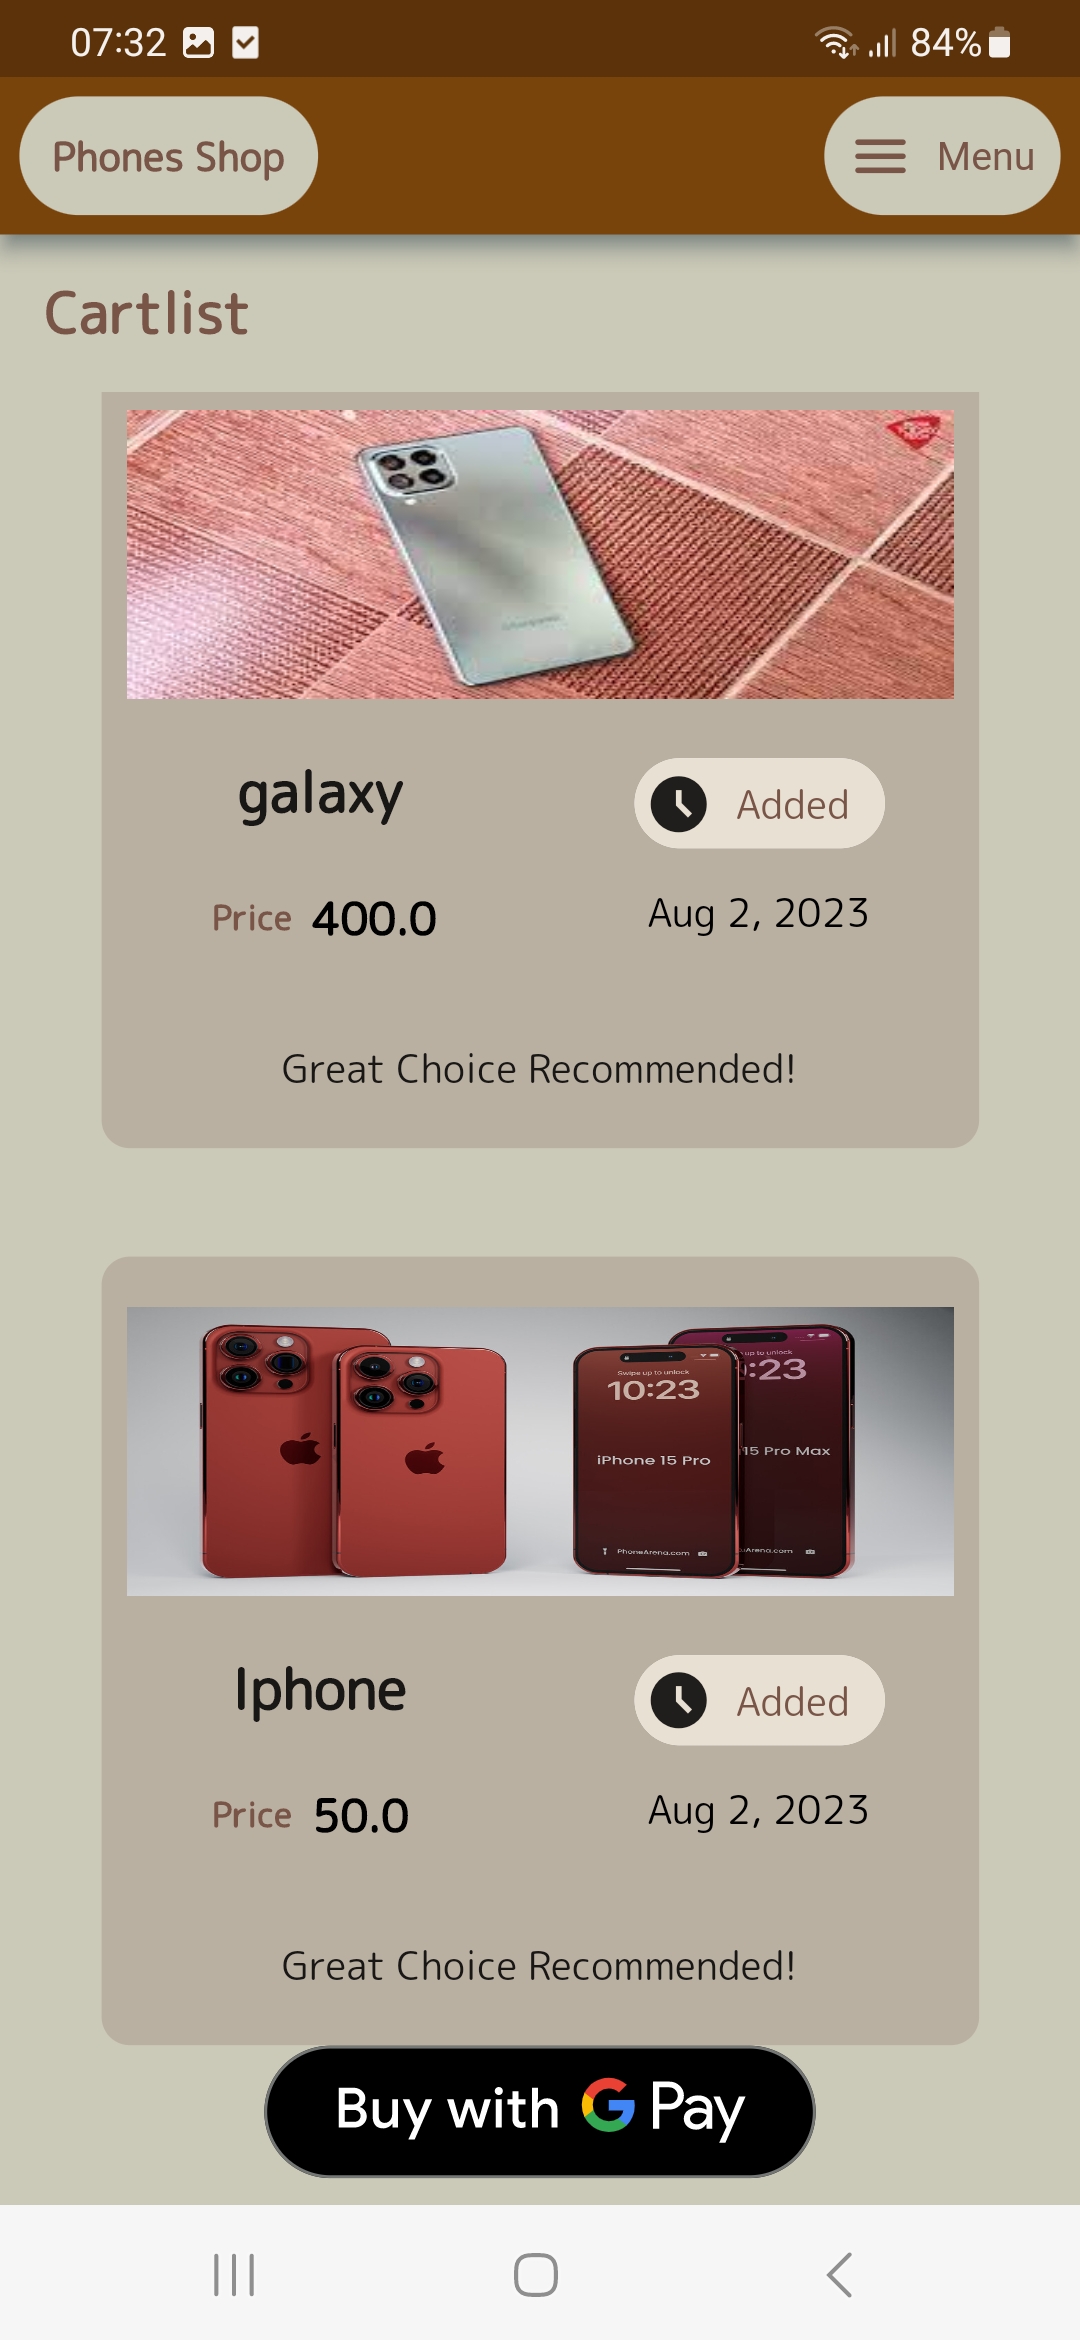 07:32 84%
Phones Shop Menu
Cartlist
galaxy Added
Price 400.0 Aug 2, 2023
Great Choice Recommended!
Swipe up to unlock up to unlock
10:23 :23
iPhone 15 Pro 15 Pro Max
PhoneArena.com Arena.com
Iphone Added
Price 50.0 Aug 2, 2023
Great Choice Recommended!
Buy with G Pay